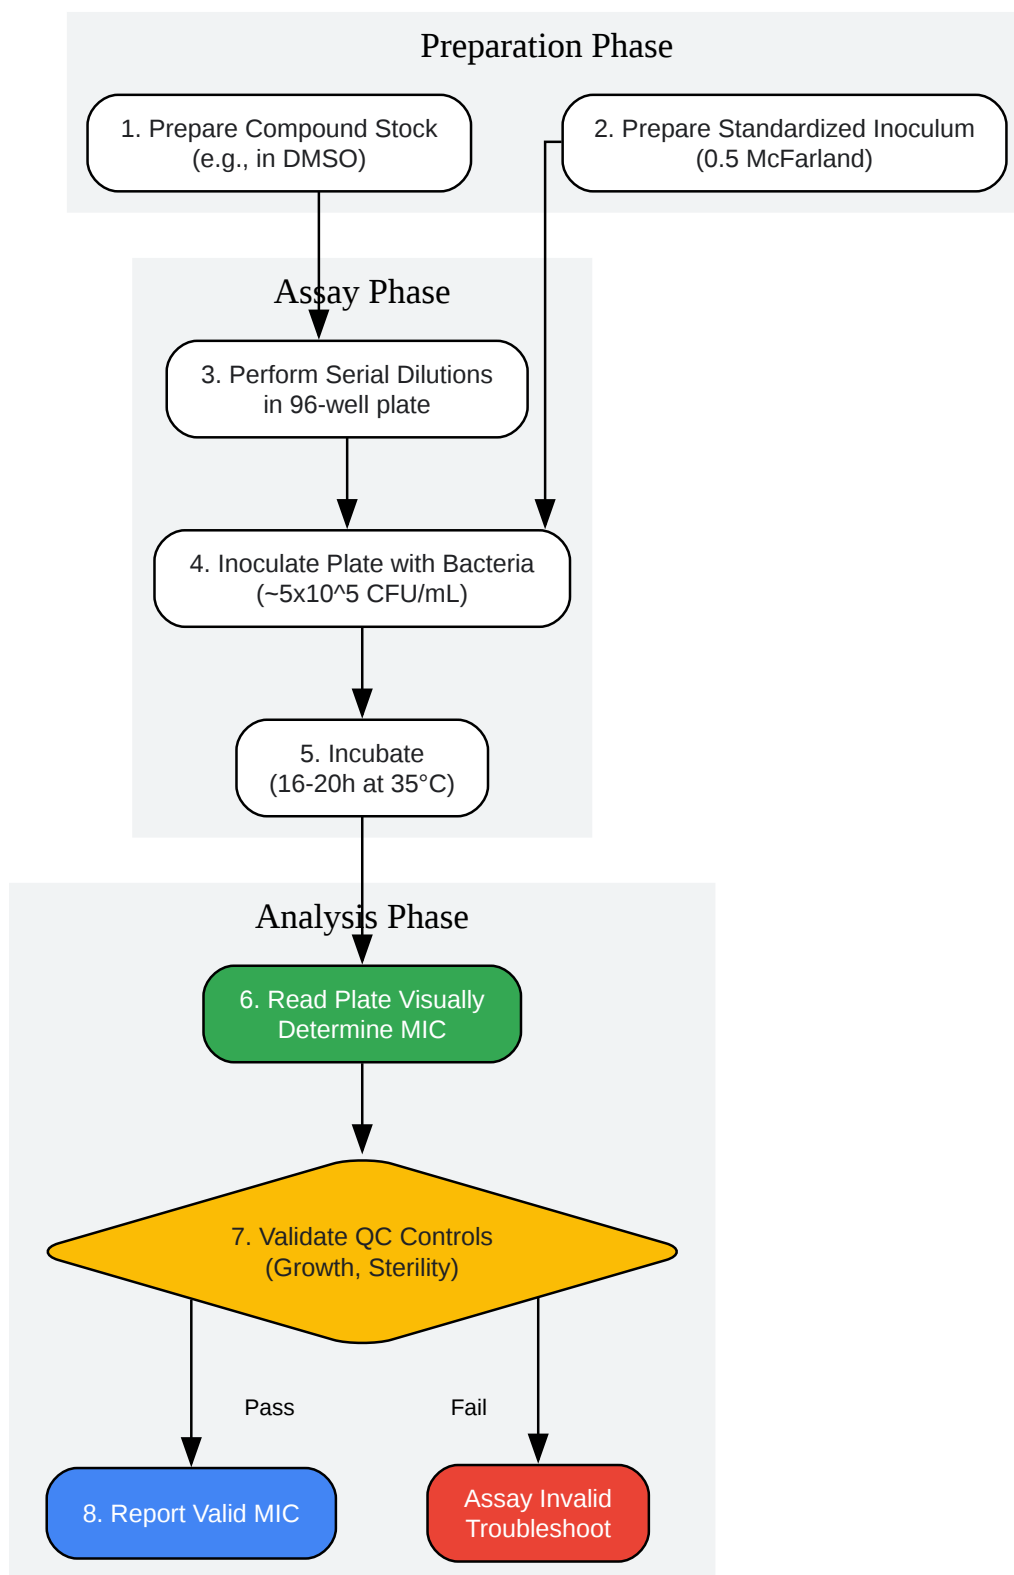 Preparation Phase
1. Prepare Compound Stock
(e.g., in DMSO)
2. Prepare Standardized Inoculum
(0.5 McFarland)
Assay Phase
3. Perform Serial Dilutions
in 96-well plate
4. Inoculate Plate with Bacteria
(~5x10^5 CFU/mL)
5. Incubate
(16-20h at 35°C)
Analysis Phase
6. Read Plate Visually
Determine MIC
7. Validate QC Controls
(Growth, Sterility)
Pass
Fail
8. Report Valid MIC
Assay Invalid
Troubleshoot